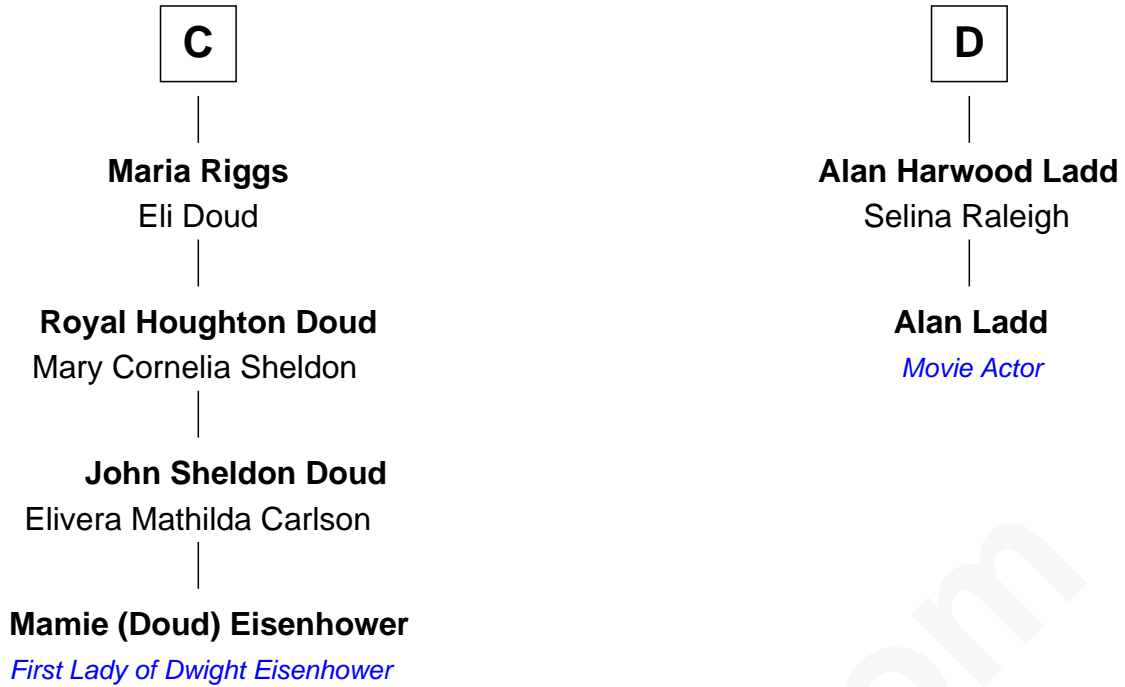 C
Maria Riggs
Eli Doud
Royal Houghton Doud
Mary Cornelia Sheldon
John Sheldon Doud
Elivera Mathilda Carlson
Mamie (Doud) Eisenhower
First Lady of Dwight Eisenhower
D
Alan Harwood Ladd
Selina Raleigh
Alan Ladd
Movie Actor
om